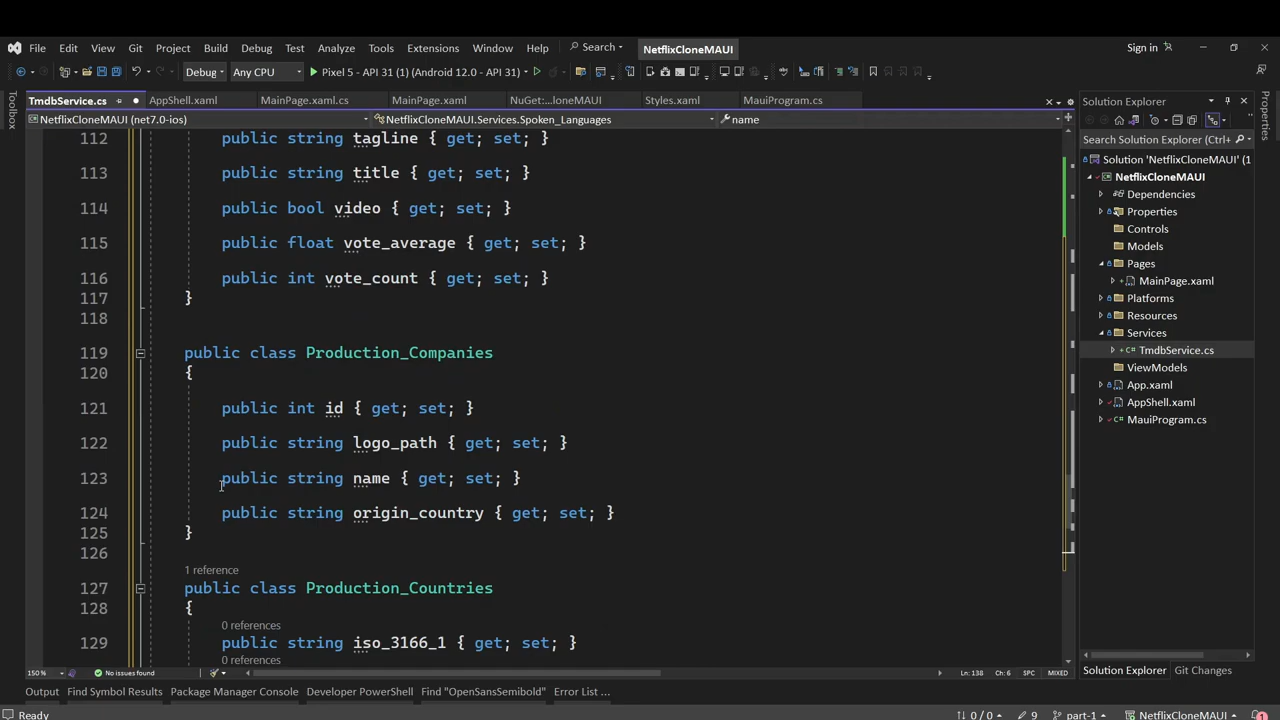 File Edit View Git Project Build Debug Test Analyze Tools Extensions Window Help Search NetflixCloneMAUI Sign in
Debug Any CPU Pixel 5 - API 31 (1) (Android 12.0 - API 31)
TmdbService.cs AppShell.xaml MainPage.xaml.cs MainPage.xaml NuGet:...loneMAUI Styles.xaml MauiProgram.cs
NetflixCloneMAUI (net7.0-ios) NetflixCloneMAUI.Services.Spoken_Languages name
Toolbox
112 public string tagline { get; set; }
113 public string title { get; set; }
114 public bool video { get; set; }
115 public float vote_average { get; set; }
116 public int vote_count { get; set; }
117 }
118
119 public class Production_Companies
120 {
121 public int id { get; set; }
122 public string logo_path { get; set; }
123 public string name { get; set; }
124 public string origin_country { get; set; }
125 }
126
1 reference
127 public class Production_Countries
128 {
0 references
129 public string iso_3166_1 { get; set; }
0 references
150 % No issues found Ln: 138 Ch: 6 SPC MIXED
Solution Explorer
Search Solution Explorer (Ctrl+
Solution 'NetflixCloneMAUI' (1
NetflixCloneMAUI
Dependencies
Properties
Controls
Models
Pages
MainPage.xaml
Platforms
Resources
Services
TmdbService.cs
ViewModels
App.xaml
AppShell.xaml
MauiProgram.cs
Solution Explorer Git Changes
Properties
Output Find Symbol Results Package Manager Console Developer PowerShell Find "OpenSansSemibold" Error List ...
Ready 0 / 0 9 part-1 NetflixCloneMAUI 1